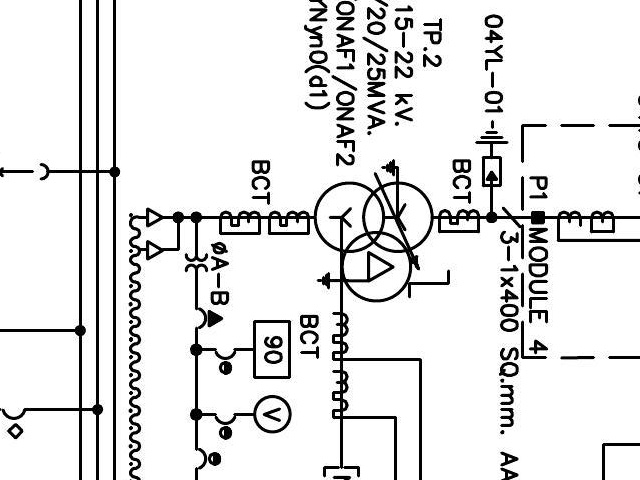 TP.2
15-22 kV.
/20/25MVA.
/ONAF1/ONAF2
YNyn0(d1)
04YL-01
BCT
BCT
P1
MODULE 4
3-1x400 SQ.mm. AA
øA-B
BCT
90
V